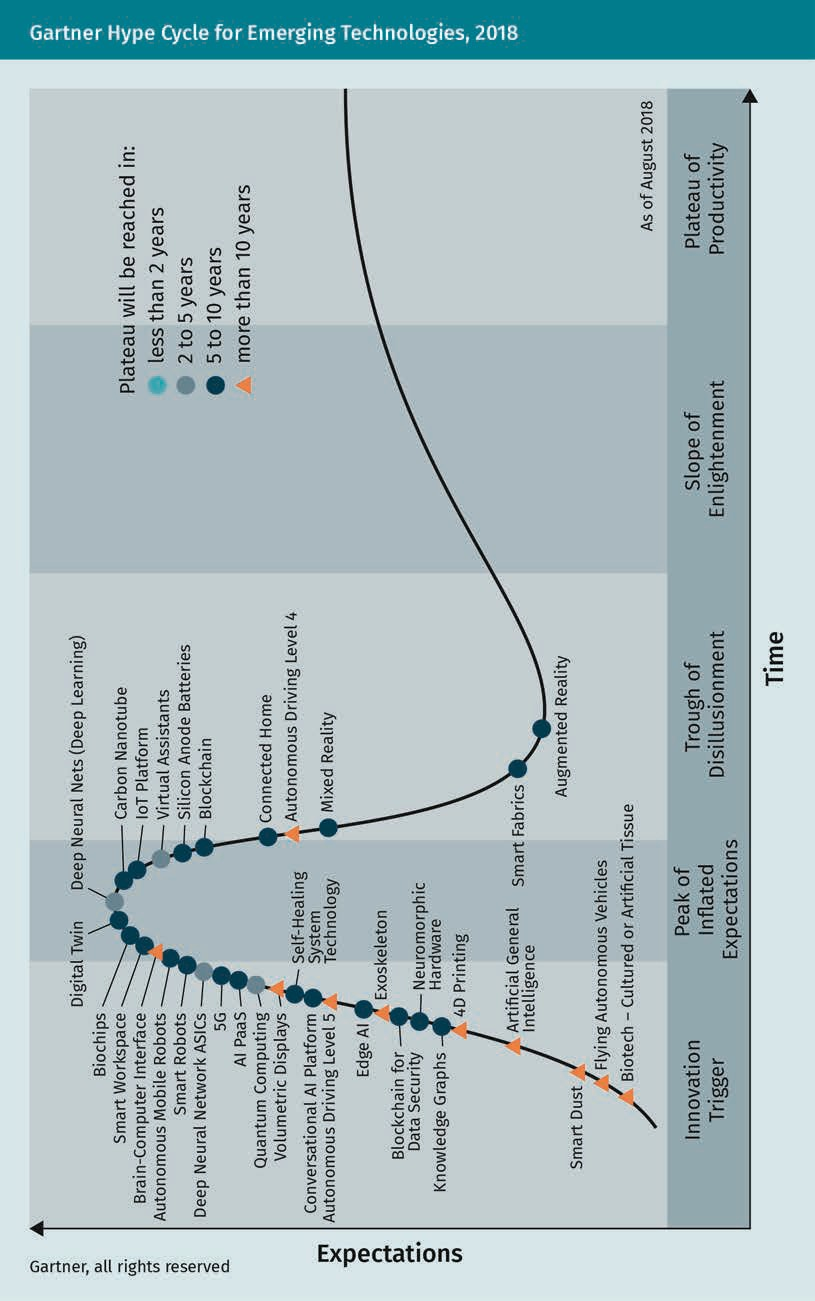 Gartner Hype Cycle for Emerging Technologies, 2018
Expectations
Plateau will be reached in:
less than 2 years
2 to 5 years
5 to 10 years
more than 10 years
Digital Twin
Biochips
Smart Workspace
Brain-Computer Interface
Autonomous Mobile Robots
Smart Robots
Deep Neural Network ASICs
5G
AI PaaS
Quantum Computing
Volumetric Displays
Self-Healing
System
Technology
Conversational AI Platform
Autonomous Driving Level 5
Edge AI
Exoskeleton
Blockchain for
Data Security
Neuromorphic
Hardware
Knowledge Graphs
4D Printing
Artificial General
Intelligence
Smart Dust
Flying Autonomous Vehicles
Biotech – Cultured or Artificial Tissue
Deep Neural Nets (Deep Learning)
Carbon Nanotube
IoT Platform
Virtual Assistants
Silicon Anode Batteries
Blockchain
Connected Home
Autonomous Driving Level 4
Mixed Reality
Smart Fabrics
Augmented Reality
As of August 2018
Innovation
Trigger
Peak of
Inflated
Expectations
Trough of
Disillusionment
Slope of
Enlightenment
Plateau of
Productivity
Time
Gartner, all rights reserved